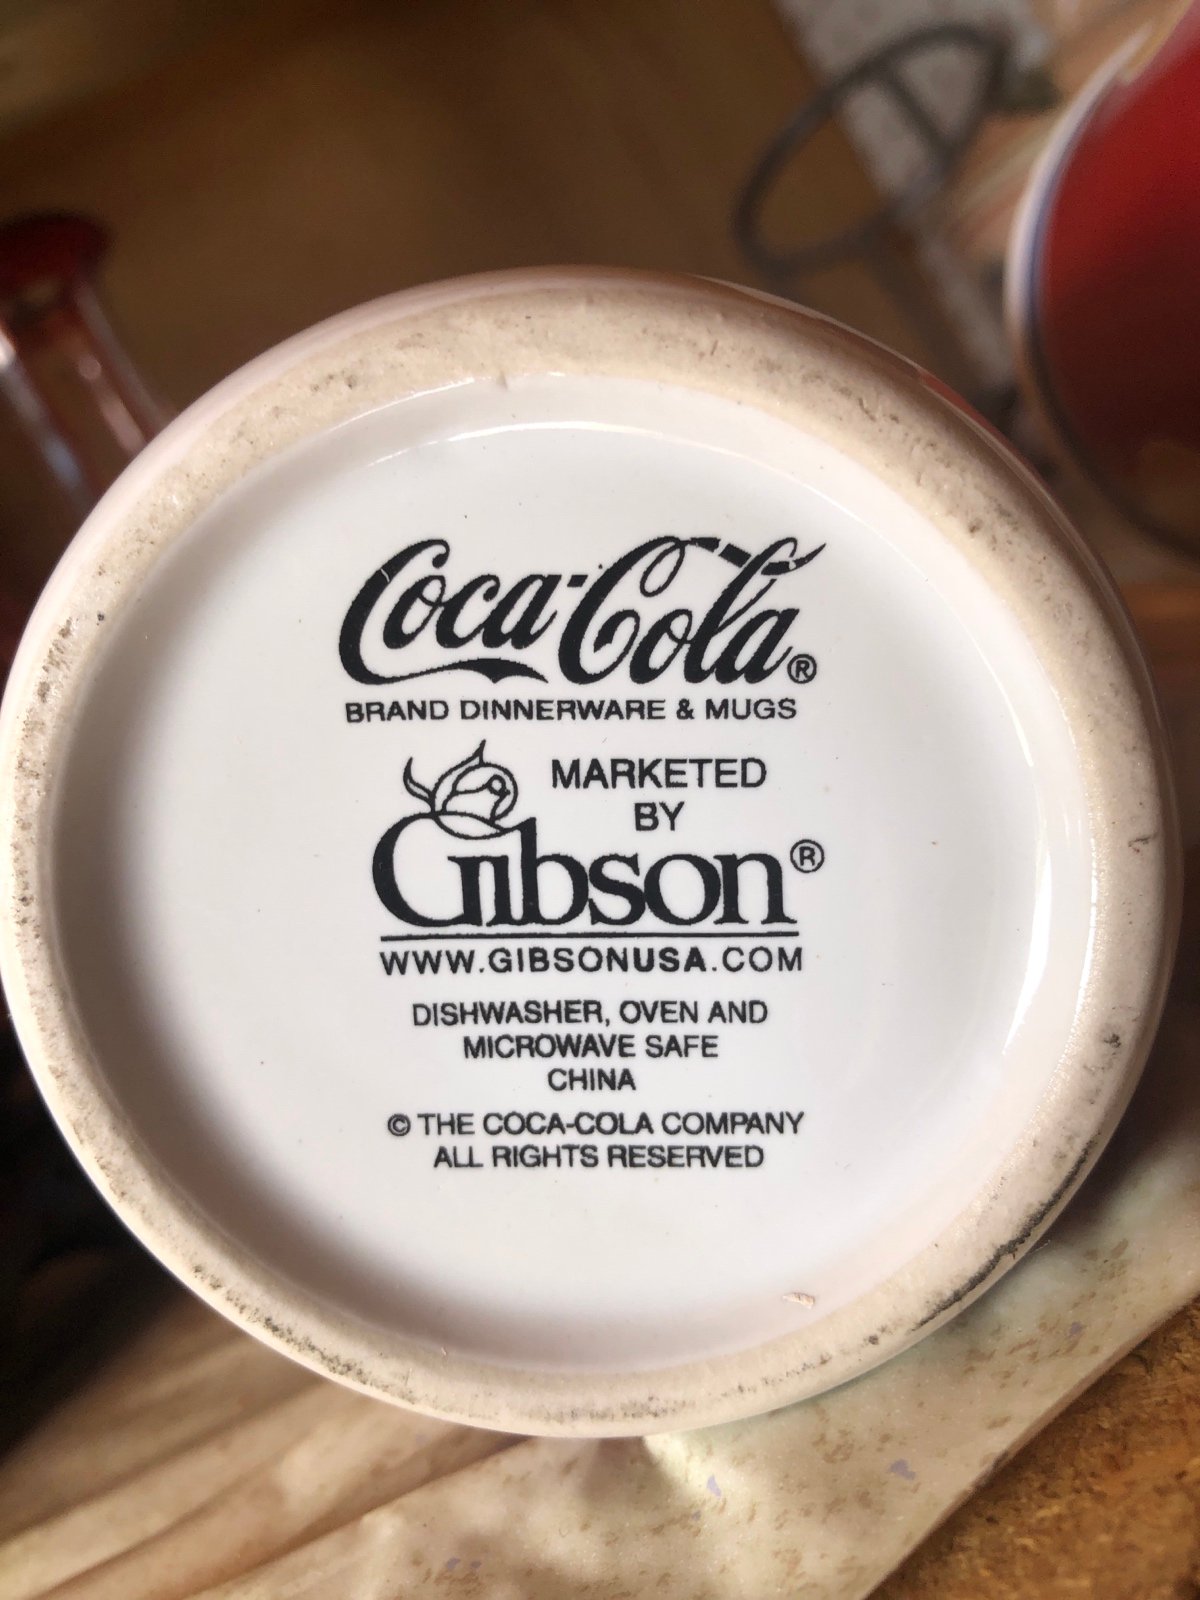 Coca-Cola®
BRAND DINNERWARE & MUGS
MARKETED
BY
Gibson®
WWW.GIBSONUSA.COM
DISHWASHER, OVEN AND
MICROWAVE SAFE
CHINA
© THE COCA-COLA COMPANY
ALL RIGHTS RESERVED